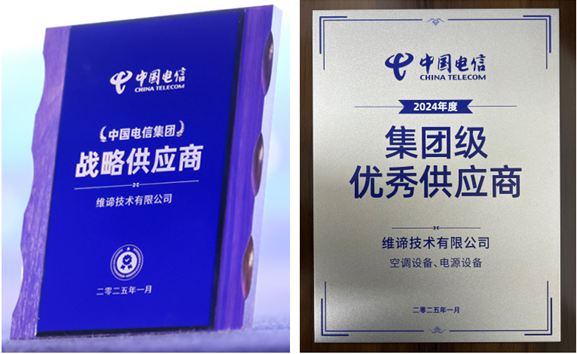 中国电信
CHINA TELECOM
中国电信集团
战略供应商
维谛技术有限公司
二零二五年一月
中国电信
CHINA TELECOM
2024年度
集团级
优秀供应商
维谛技术有限公司
空调设备、电源设备
二零二五年一月